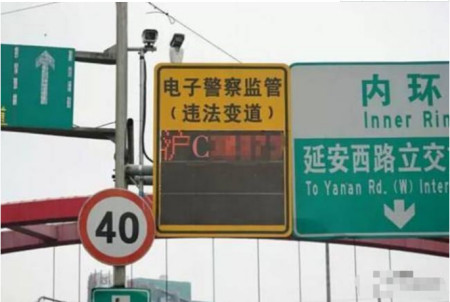 电子警察监管
（违法变道）
沪C
40
内环
Inner Rin
延安西路立交
To Yanan Rd. (W) Inter